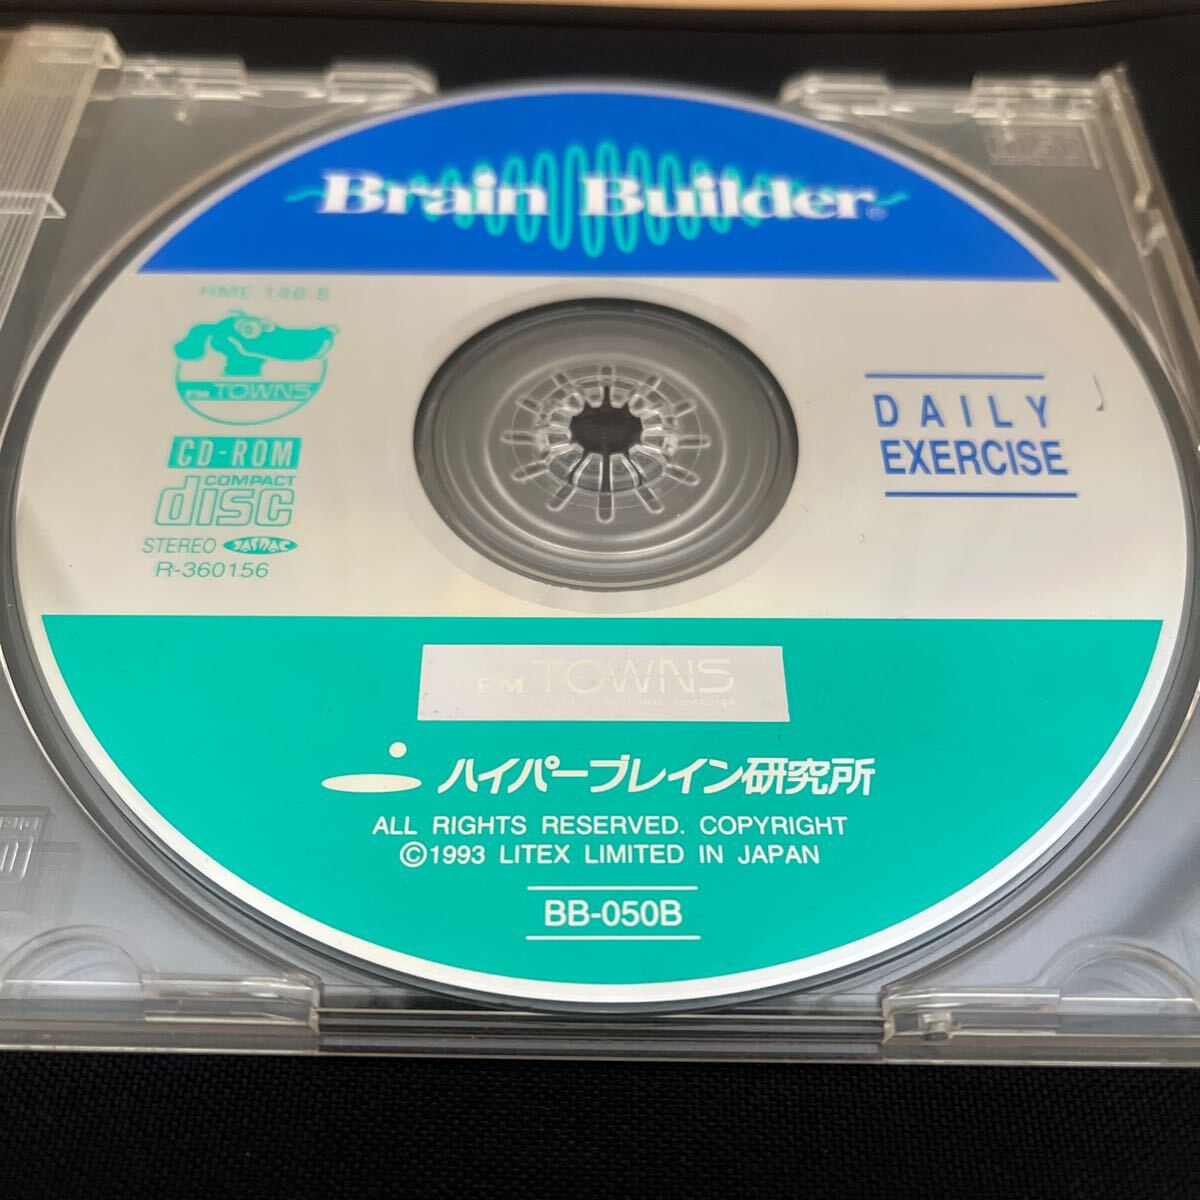 Brain Builder®
HME-146-5
FM TOWNS
CD-ROM
COMPACT
disc
STEREO JASRAC
R-360156
DAILY
EXERCISE
FM TOWNS
ハイパーブレイン研究所
ALL RIGHTS RESERVED. COPYRIGHT
©1993 LITEX LIMITED IN JAPAN
BB-050B